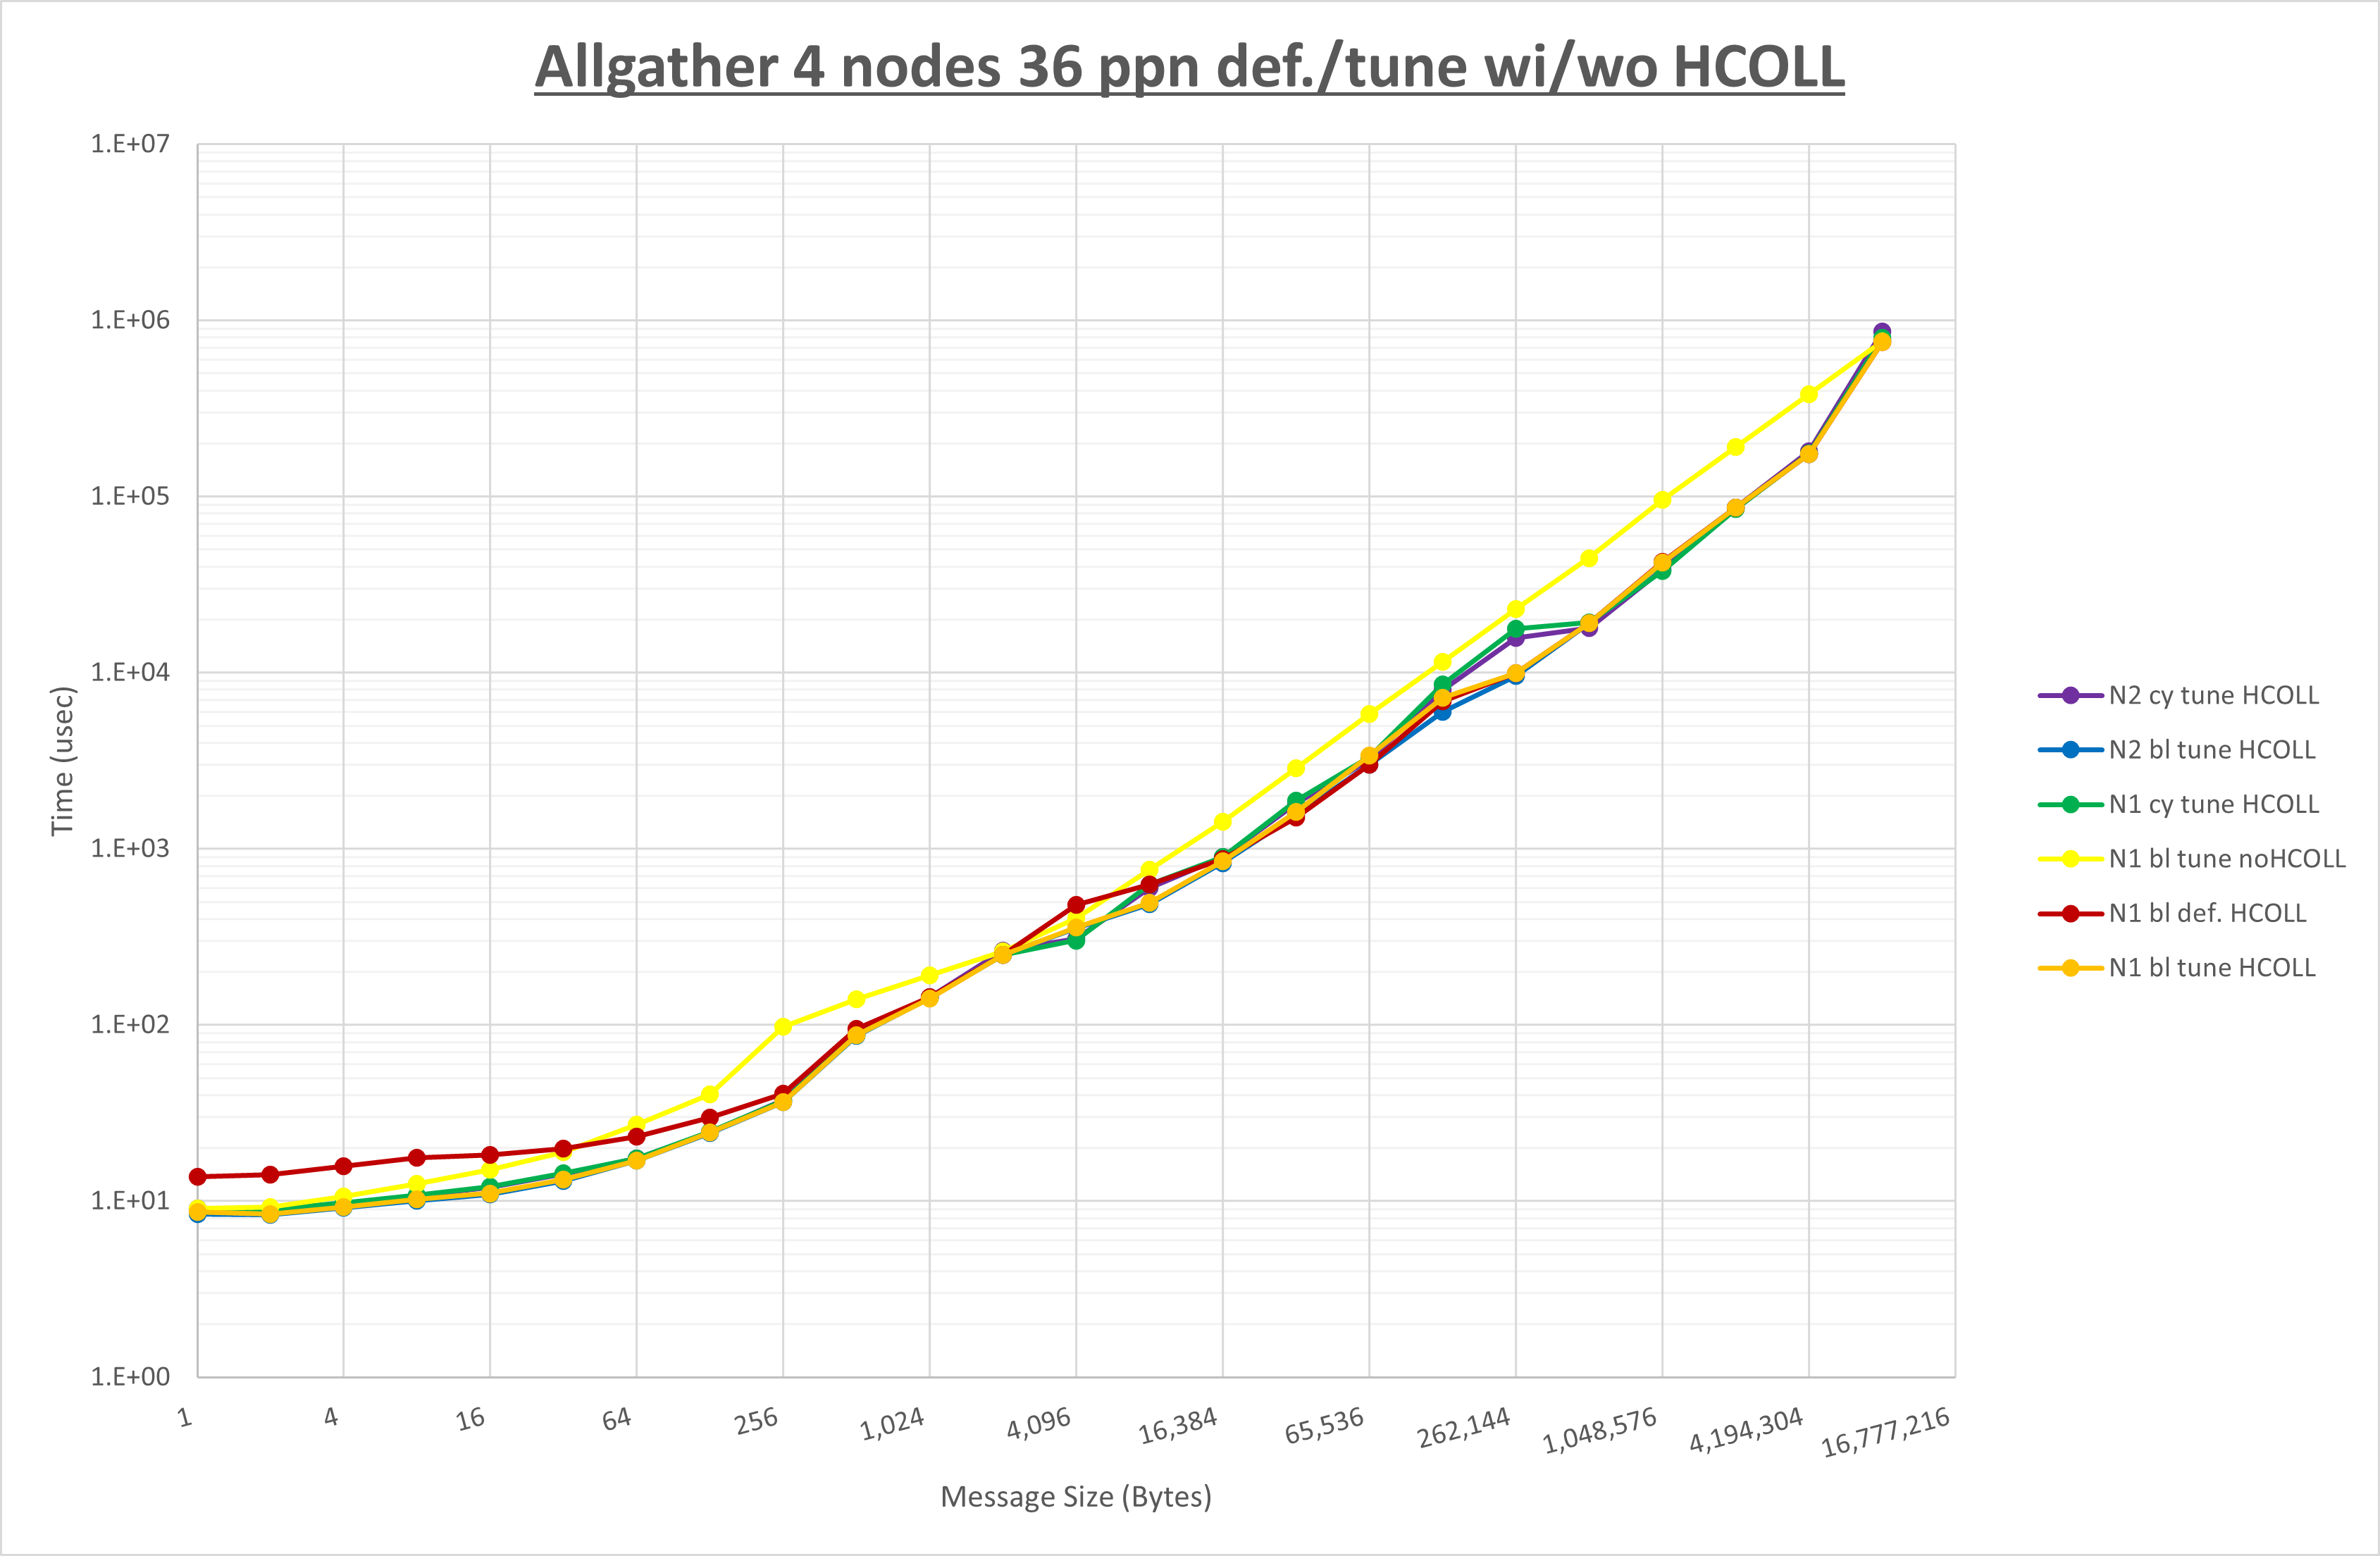 Allgather 4 nodes 36 ppn def./tune wi/wo HCOLL
1.E+07
1.E+06
1.E+05
1.E+04
1.E+03
1.E+02
1.E+01
1.E+00
Time (usec)
1
4
16
64
256
1,024
4,096
16,384
65,536
262,144
1,048,576
4,194,304
16,777,216
Message Size (Bytes)
N2 cy tune HCOLL
N2 bl tune HCOLL
N1 cy tune HCOLL
N1 bl tune noHCOLL
N1 bl def. HCOLL
N1 bl tune HCOLL